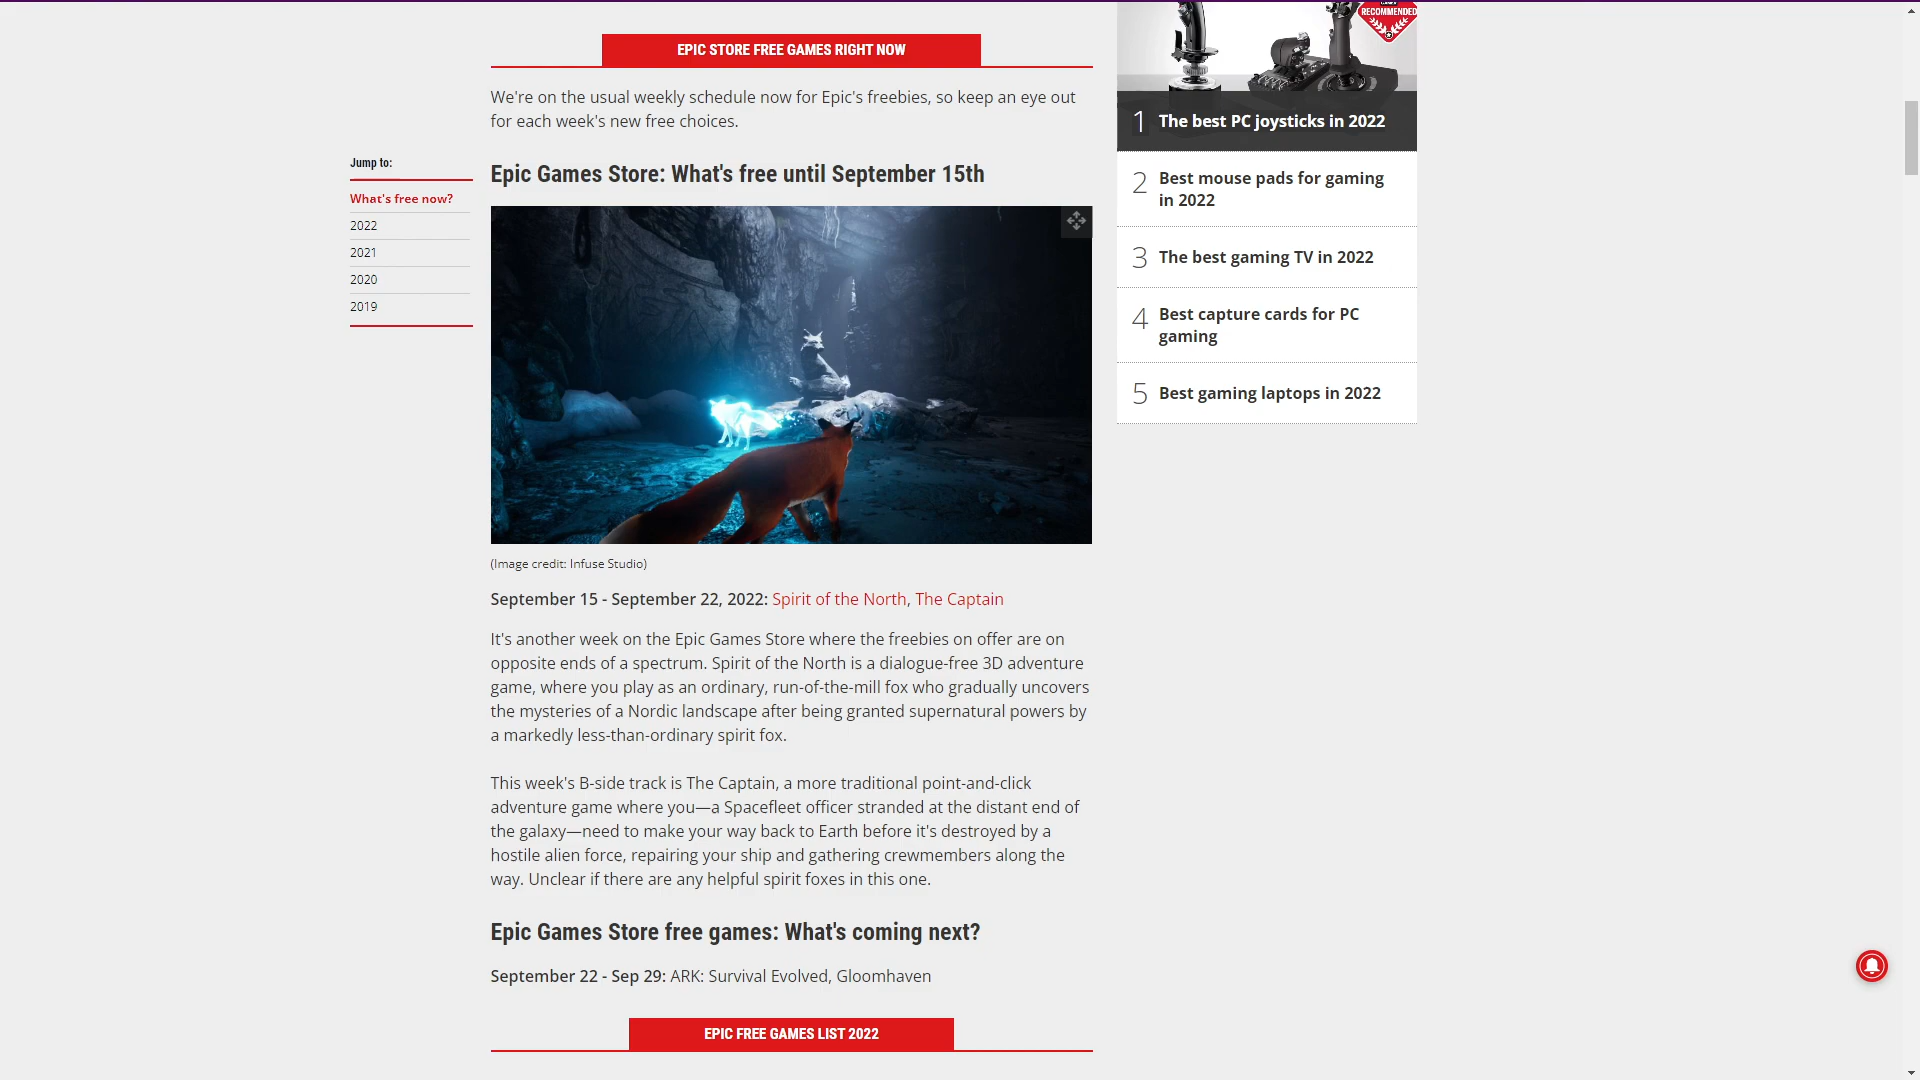 EPIC STORE FREE GAMES RIGHT NOW
We're on the usual weekly schedule now for Epic's freebies, so keep an eye out
for each week's new free choices.
Jump to:
What's free now?
2022
2021
2020
2019
Epic Games Store: What's free until September 15th
(Image credit: Infuse Studio)
September 15 - September 22, 2022: Spirit of the North, The Captain
It's another week on the Epic Games Store where the freebies on offer are on
opposite ends of a spectrum. Spirit of the North is a dialogue-free 3D adventure
game, where you play as an ordinary, run-of-the-mill fox who gradually uncovers
the mysteries of a Nordic landscape after being granted supernatural powers by
a markedly less-than-ordinary spirit fox.
This week's B-side track is The Captain, a more traditional point-and-click
adventure game where you—a Spacefleet officer stranded at the distant end of
the galaxy—need to make your way back to Earth before it's destroyed by a
hostile alien force, repairing your ship and gathering crewmembers along the
way. Unclear if there are any helpful spirit foxes in this one.
Epic Games Store free games: What's coming next?
September 22 - Sep 29: ARK: Survival Evolved, Gloomhaven
EPIC FREE GAMES LIST 2022
RECOMMENDED
1 The best PC joysticks in 2022
2 Best mouse pads for gaming
in 2022
3 The best gaming TV in 2022
4 Best capture cards for PC
gaming
5 Best gaming laptops in 2022